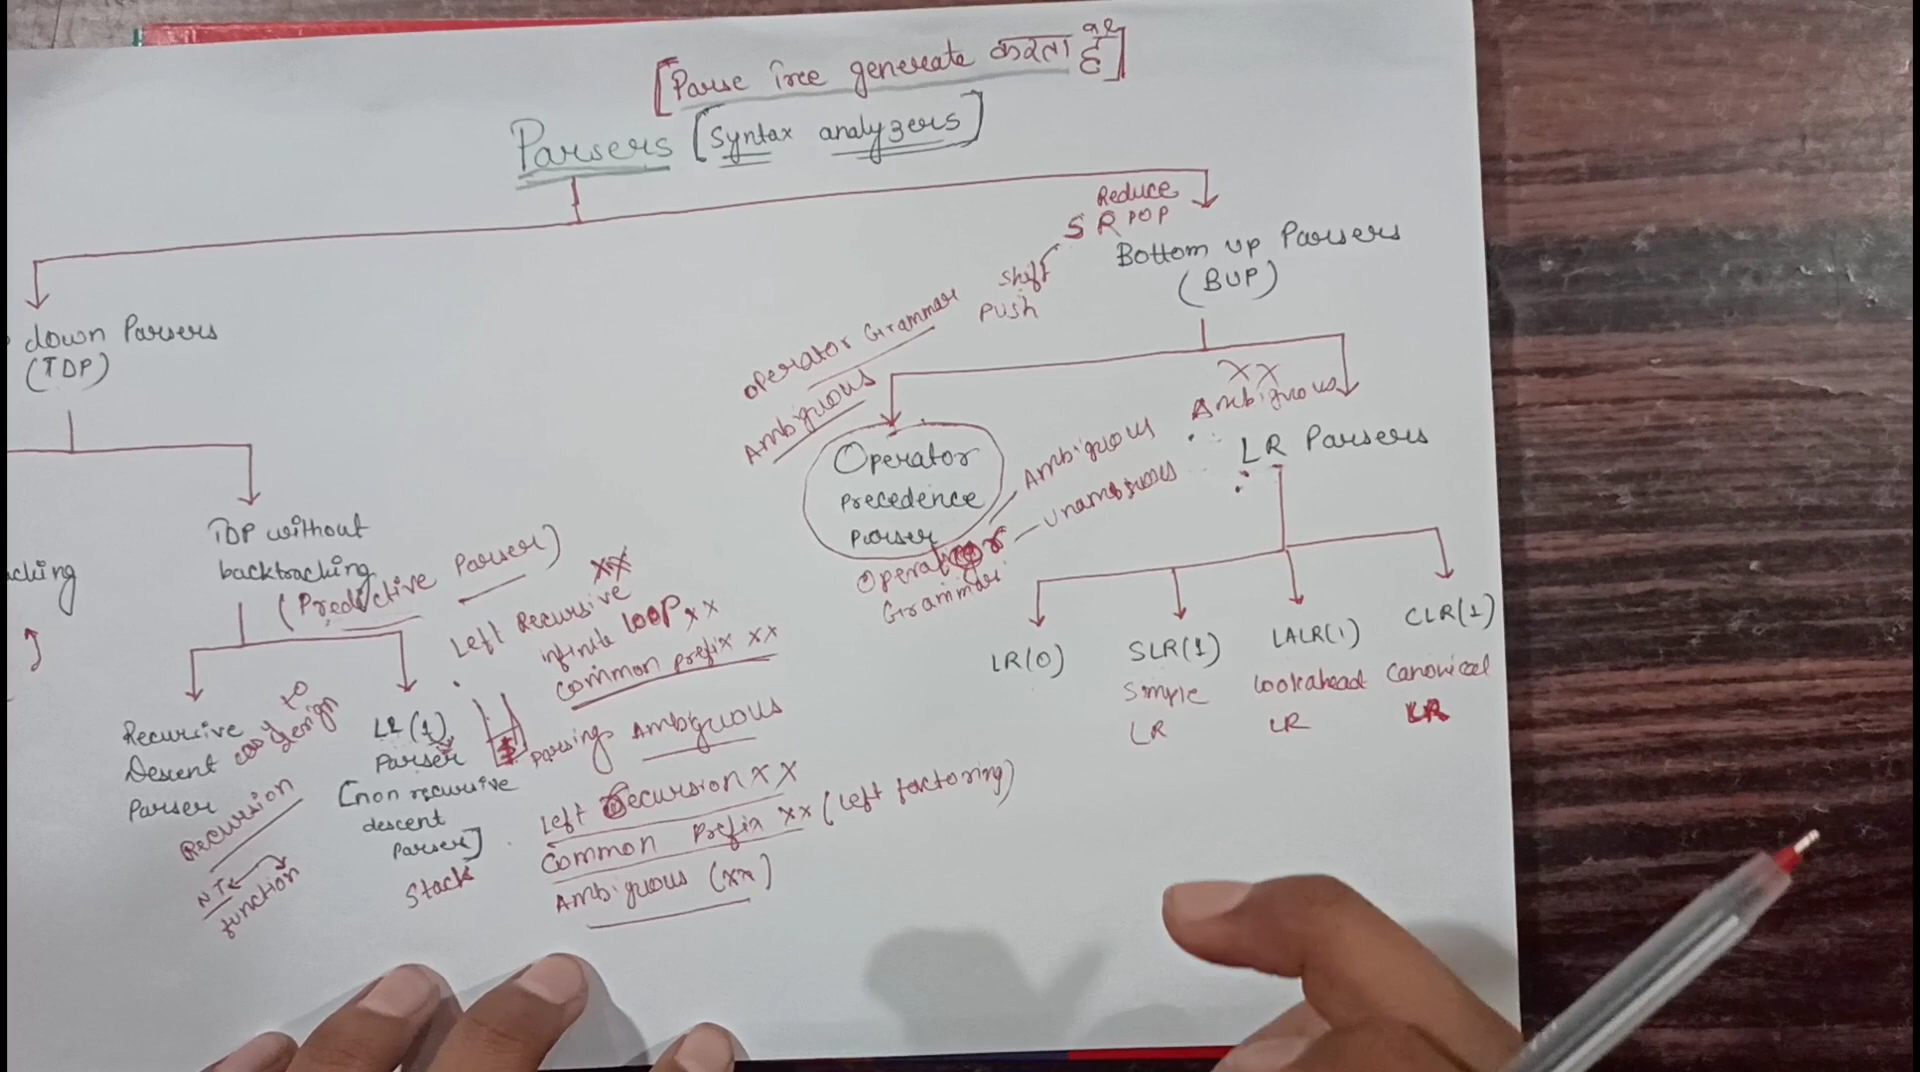 [Parse Tree generate करता है]
Parsers [Syntax analyzers]
Reduce
S R POP
Shift
PUSH
Bottom up Parsers
(BUP)
down Parsers
(TDP)
Operator Grammar
Ambiguous
XX
Ambiguous
LR Parsers
Operator
Precedence
parser
Ambiguous
unambiguous
Operator
Grammar
TDP without
backtracking
(Predictive Parser)
Left Recursive XX
infinite loop XX
common prefix XX
LR(0)
SLR(1)
Simple
LR
LALR(1)
lookahead
LR
CLR(1)
canonical
LR
Recursive
Descent
Parser
easy to
design
Recursion
NT
function
LL(1)
Parser
[non recursive
descent
parser]
Stack
$
parsing Ambiguous
Left Recursion XX
Common Prefix XX (Left factoring)
Ambiguous (XX)